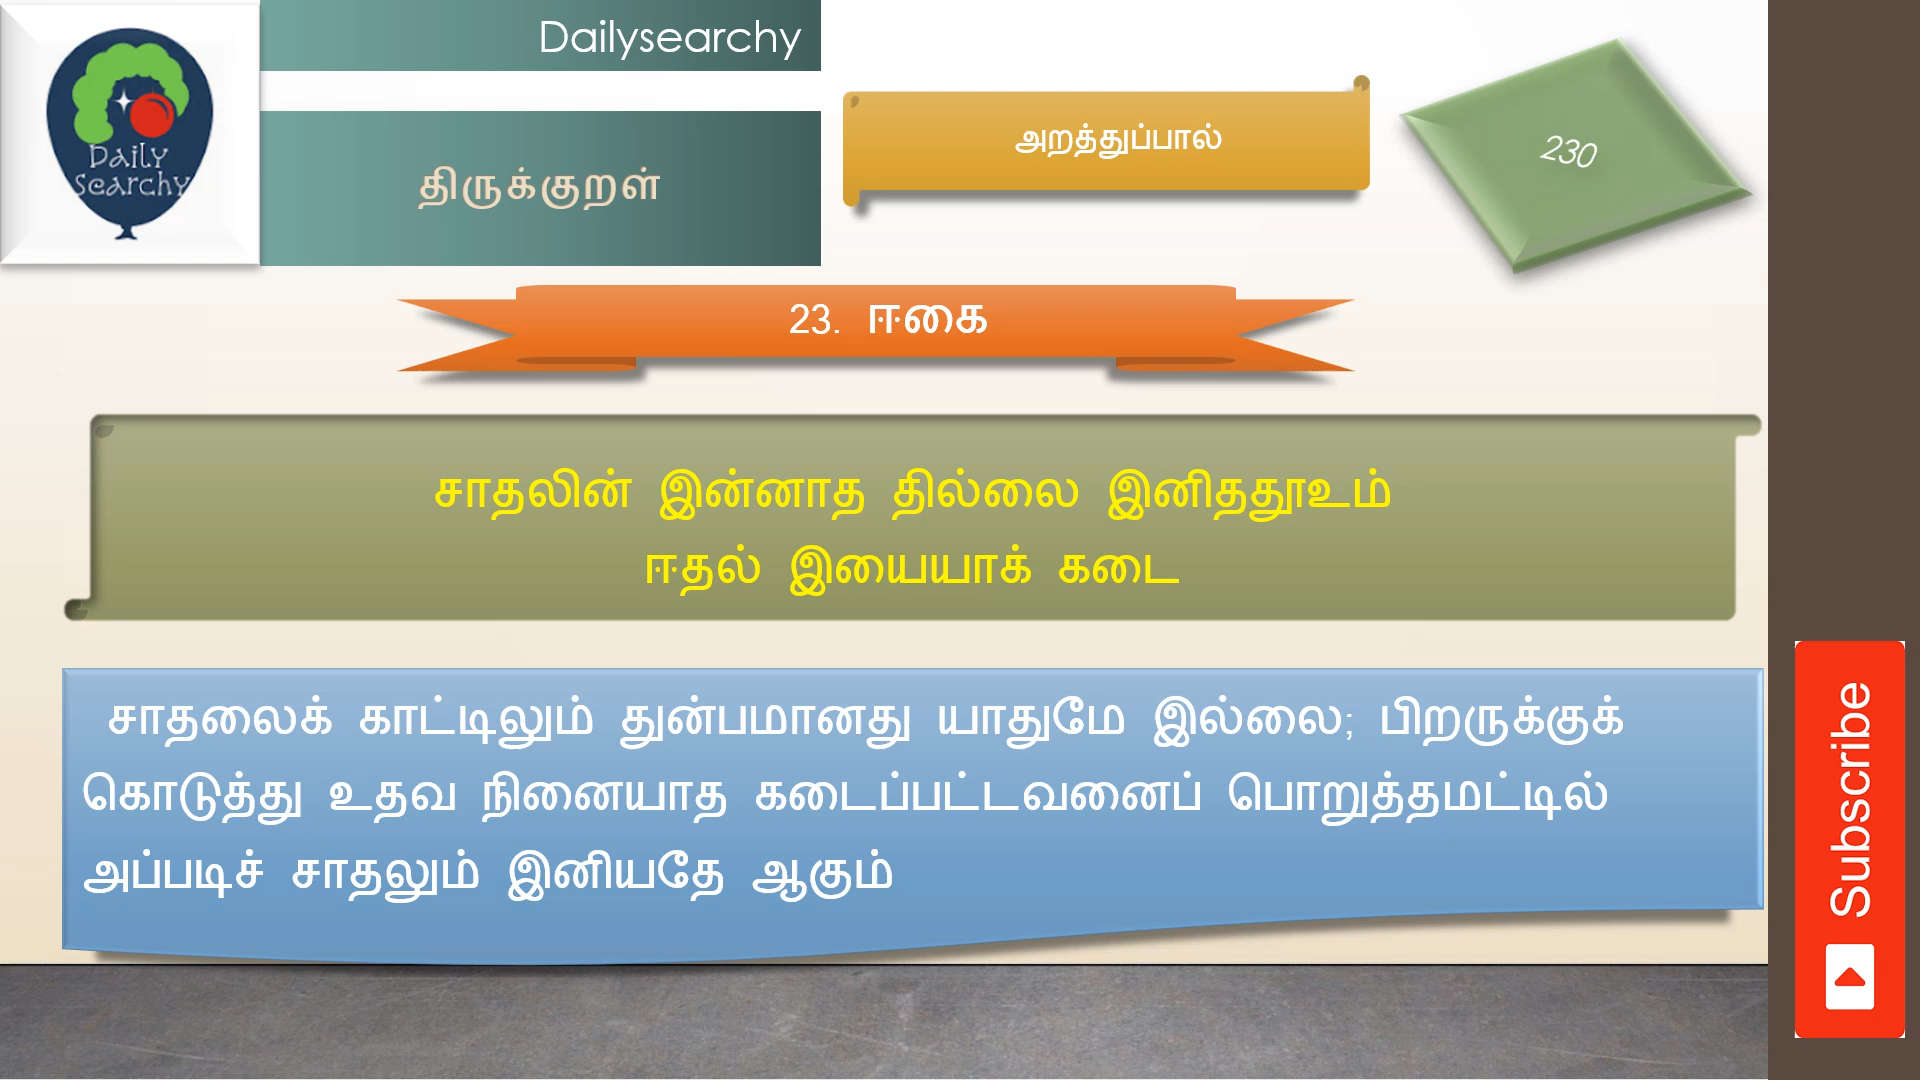 Dailysearchy
Daily
Searchy
திருக்குறள்
அறத்துப்பால்
230
23. ஈகை
சாதலின் இன்னாத தில்லை இனிததூஉம்
ஈதல் இயையாக் கடை
சாதலைக் காட்டிலும் துன்பமானது யாதுமே இல்லை; பிறருக்குக்
கொடுத்து உதவ நினையாத கடைப்பட்டவனைப் பொறுத்தமட்டில்
அப்படிச் சாதலும் இனியதே ஆகும்
Subscribe